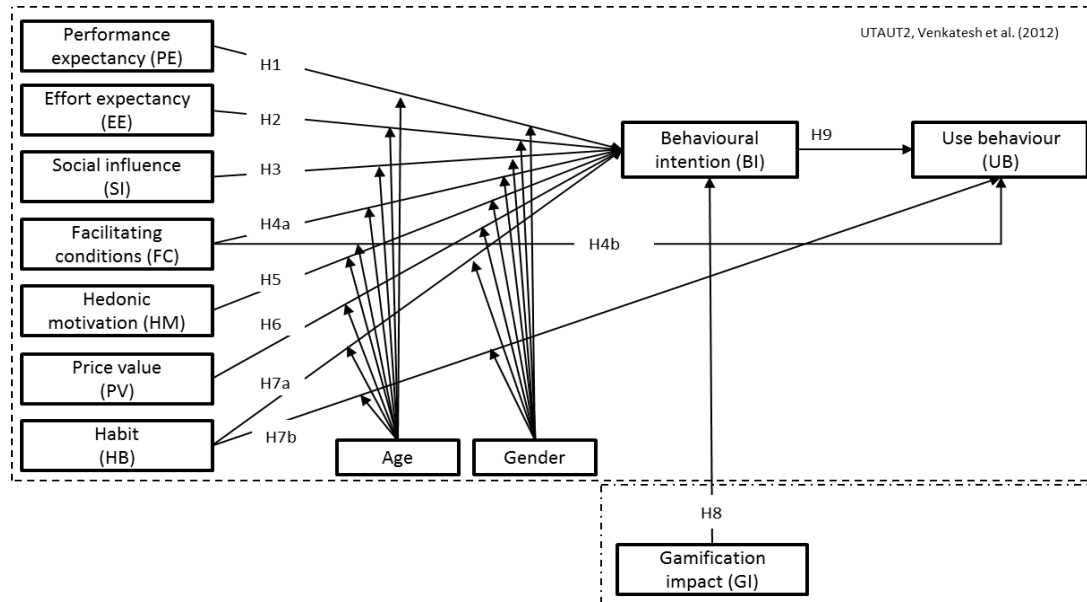 Performance
expectancy (PE)
UTAUT2, Venkatesh et al. (2012)
H1
Effort expectancy
(EE)
H2
Behavioural
intention (BI)
H9
Use behaviour
(UB)
Social influence
(SI)
H3
Facilitating
conditions (FC)
H4a
H4b
Hedonic
motivation (HM)
H5
H6
Price value
(PV)
H7a
Habit
(HB)
H7b
Age
Gender
H8
Gamification
impact (GI)